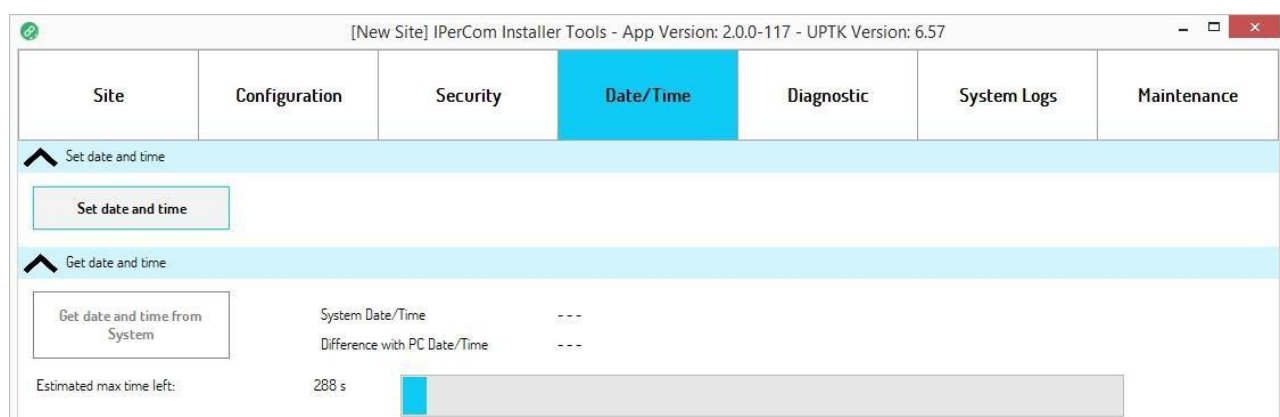 [New Site] IPerCom Installer Tools - App Version: 2.0.0-117 - UPTK Version: 6.57
Site Configuration Security Date/Time Diagnostic System Logs Maintenance
Set date and time
Set date and time
Get date and time
Get date and time from
System
System Date/Time ---
Difference with PC Date/Time ---
Estimated max time left: 288 s